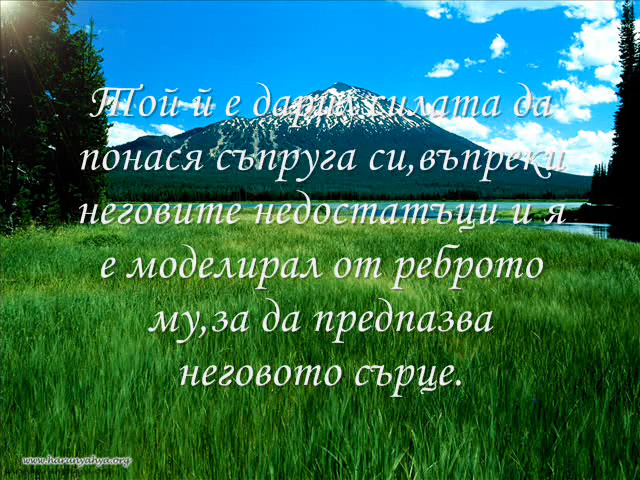 Той й е дарил силата да
понася съпруга си,въпреки
неговите недостатъци и я
е моделирал от реброто
му,за да предпазва
неговото сърце.
www.harunyahya.org